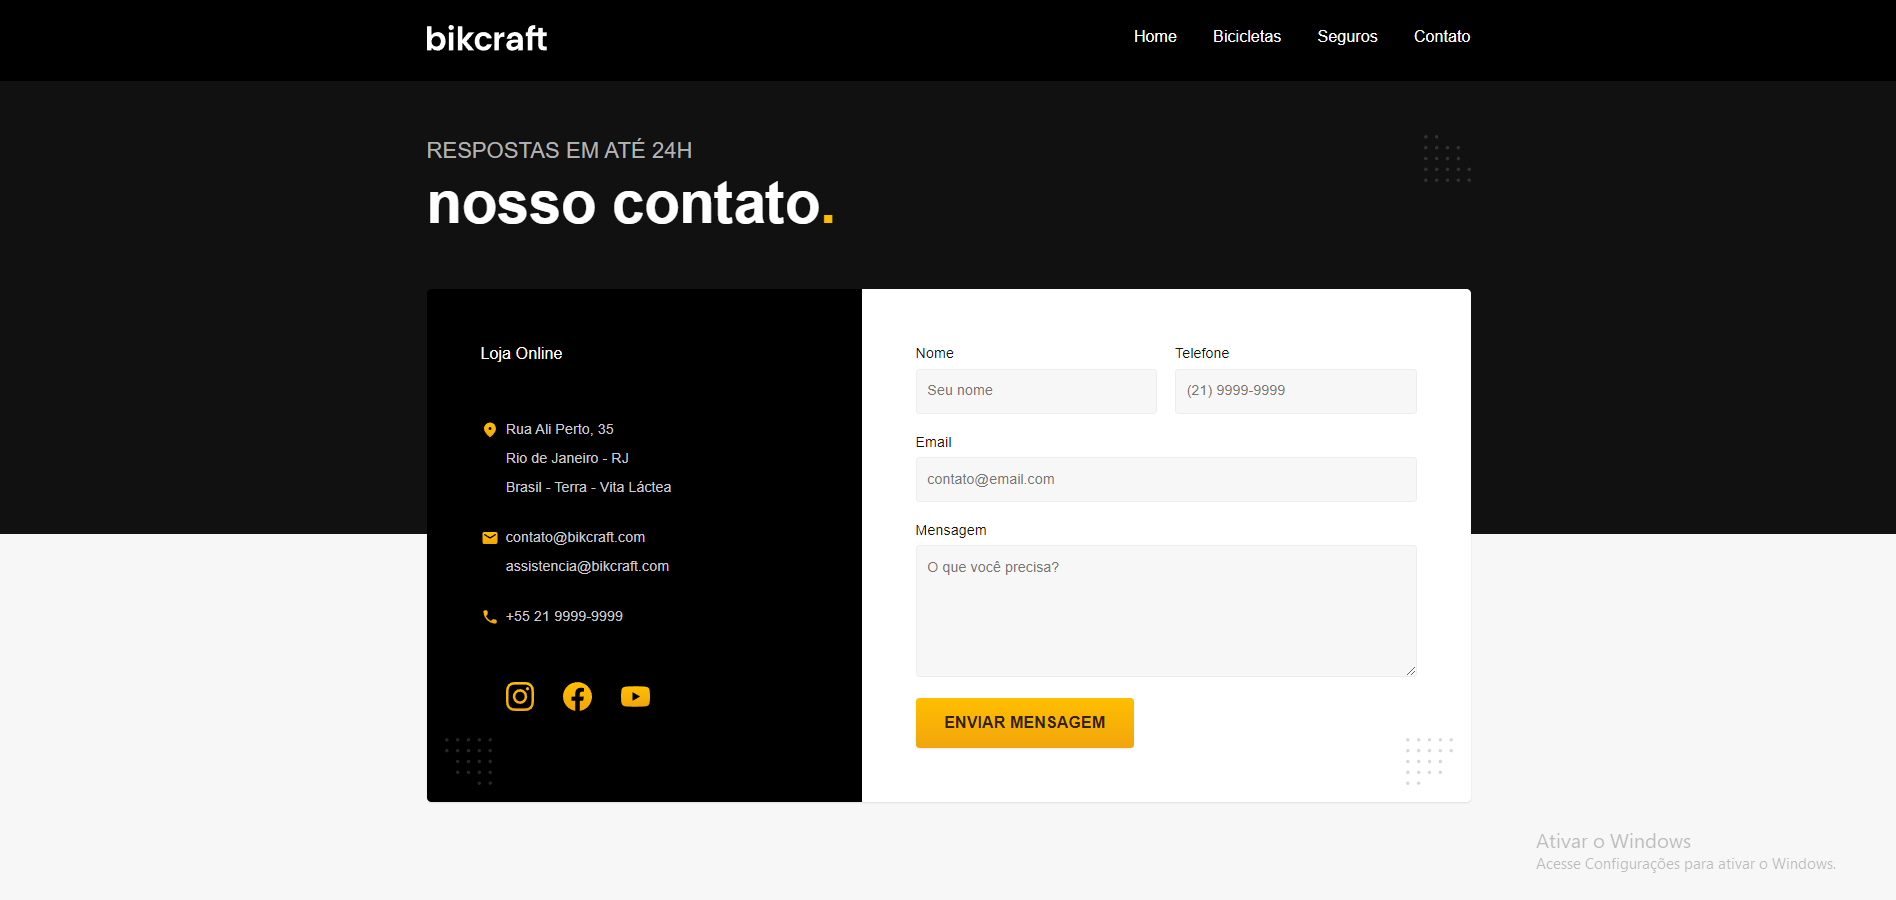 bikcraft
Home Bicicletas Seguros Contato
RESPOSTAS EM ATÉ 24H
nosso contato.
Loja Online
Rua Ali Perto, 35
Rio de Janeiro - RJ
Brasil - Terra - Vita Láctea
contato@bikcraft.com
assistencia@bikcraft.com
+55 21 9999-9999
Nome Telefone
Seu nome (21) 9999-9999
Email
contato@email.com
Mensagem
O que você precisa?
ENVIAR MENSAGEM
Ativar o Windows
Acesse Configurações para ativar o Windows.